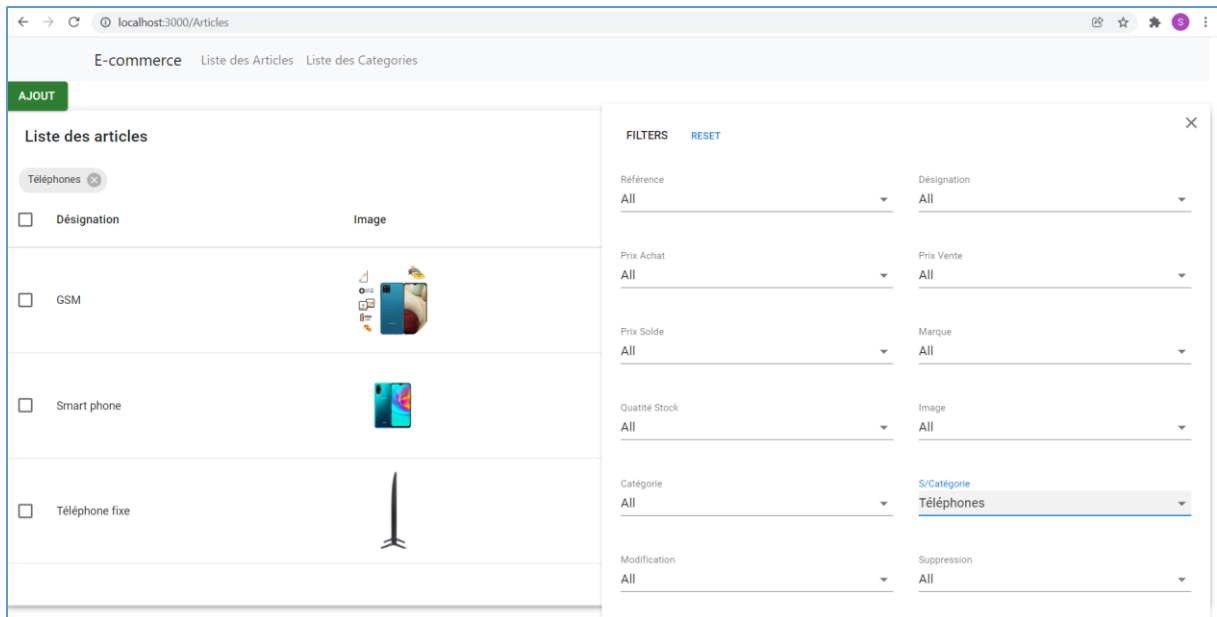 localhost:3000/Articles
S
E-commerce Liste des Articles Liste des Categories
AJOUT
Liste des articles
Téléphones
Désignation Image
GSM
Smart phone
Téléphone fixe
FILTERS RESET
Référence Désignation
All All
Prix Achat Prix Vente
All All
Prix Solde Marque
All All
Quatité Stock Image
All All
Catégorie S/Catégorie
All Téléphones
Modification Suppression
All All